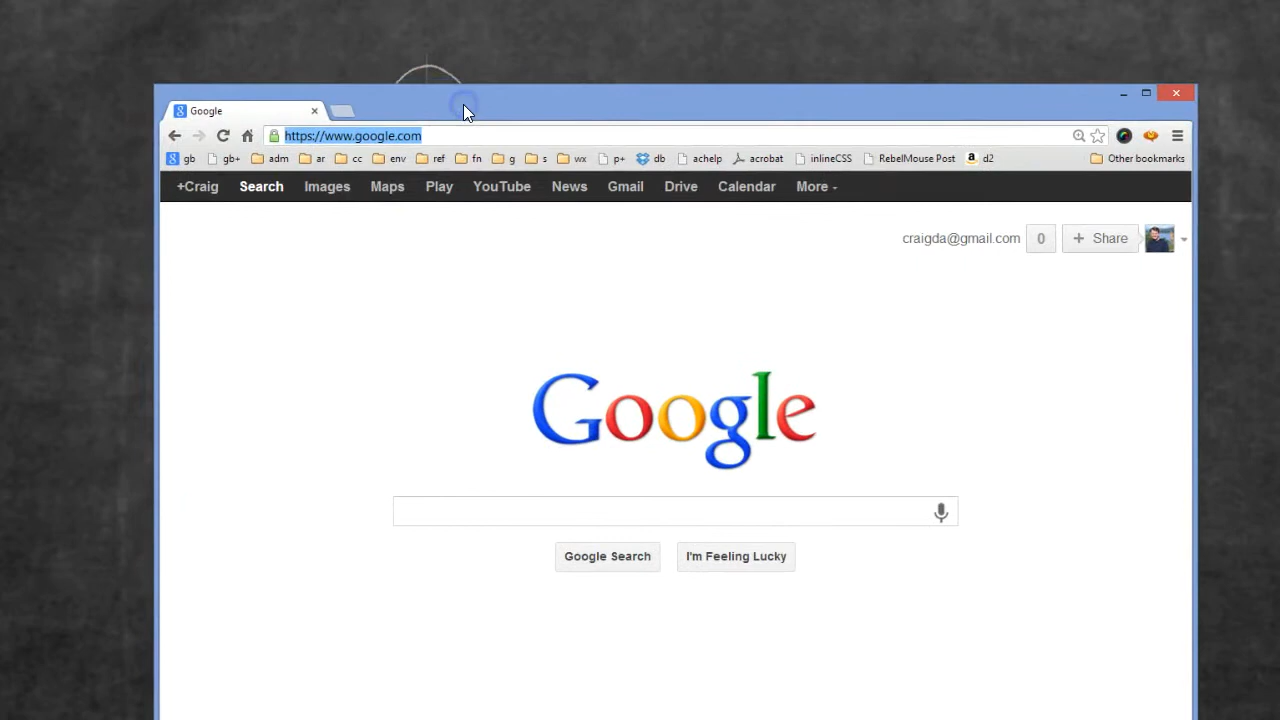 Google
https://www.google.com
gb gb+ adm ar cc env ref fn g s wx p+ db achelp acrobat inlineCSS RebelMouse Post d2 Other bookmarks
+Craig Search Images Maps Play YouTube News Gmail Drive Calendar More
craigda@gmail.com 0 + Share
Google
Google Search I'm Feeling Lucky